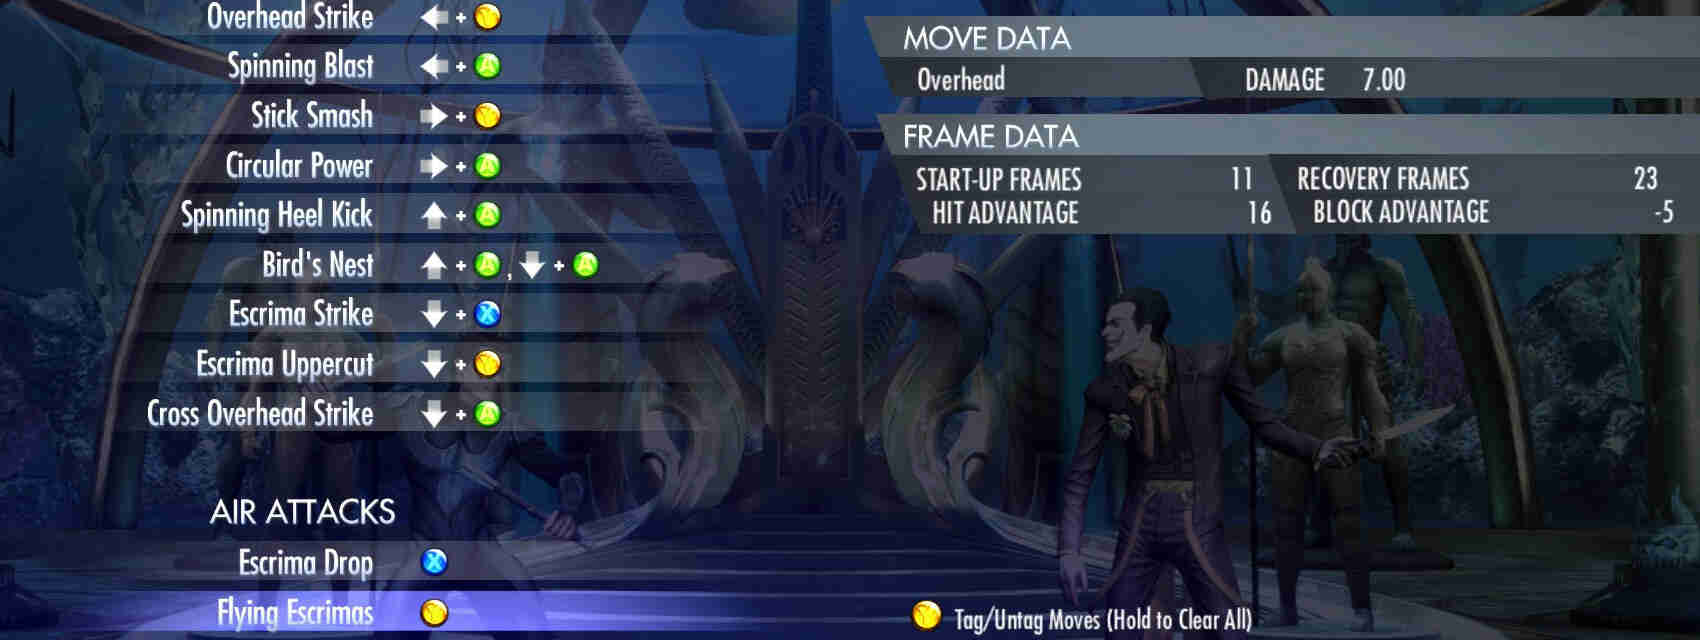 Overhead Strike + Y
Spinning Blast + A
Stick Smash + Y
Circular Power + A
Spinning Heel Kick + A
Bird's Nest + A , + A
Escrima Strike + X
Escrima Uppercut + Y
Cross Overhead Strike + A
AIR ATTACKS
Escrima Drop X
Flying Escrimas Y
MOVE DATA
Overhead DAMAGE 7.00
FRAME DATA
START-UP FRAMES 11 RECOVERY FRAMES 23
HIT ADVANTAGE 16 BLOCK ADVANTAGE -5
Y Tag/Untag Moves (Hold to Clear All)